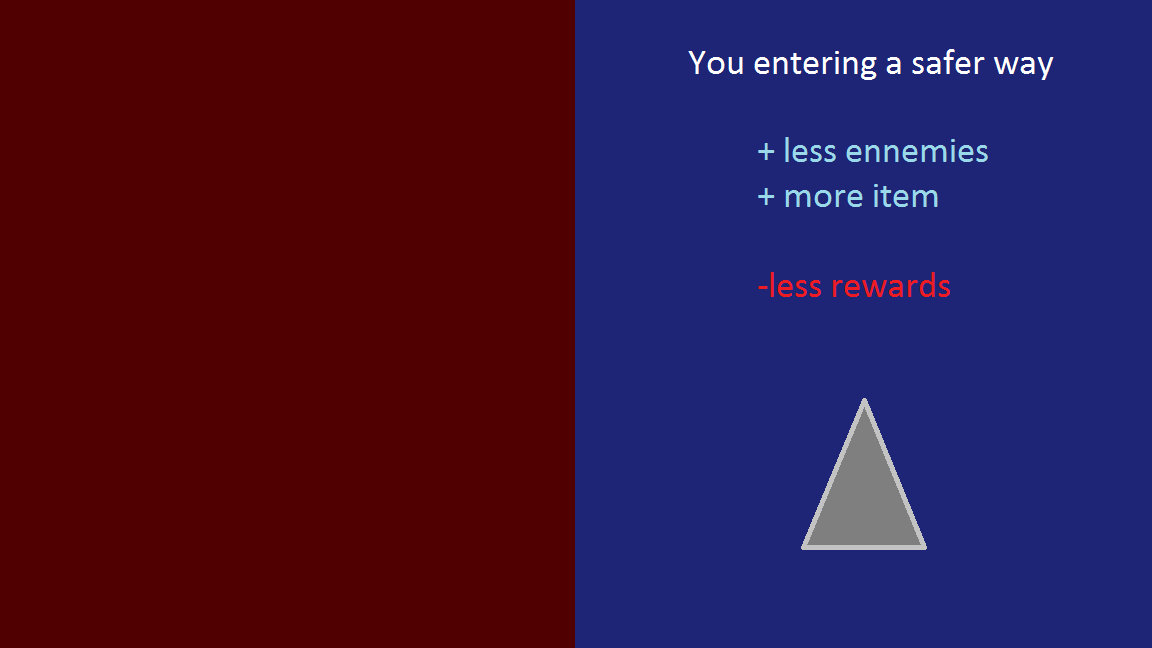 You entering a safer way
+ less ennemies
+ more item
-less rewards